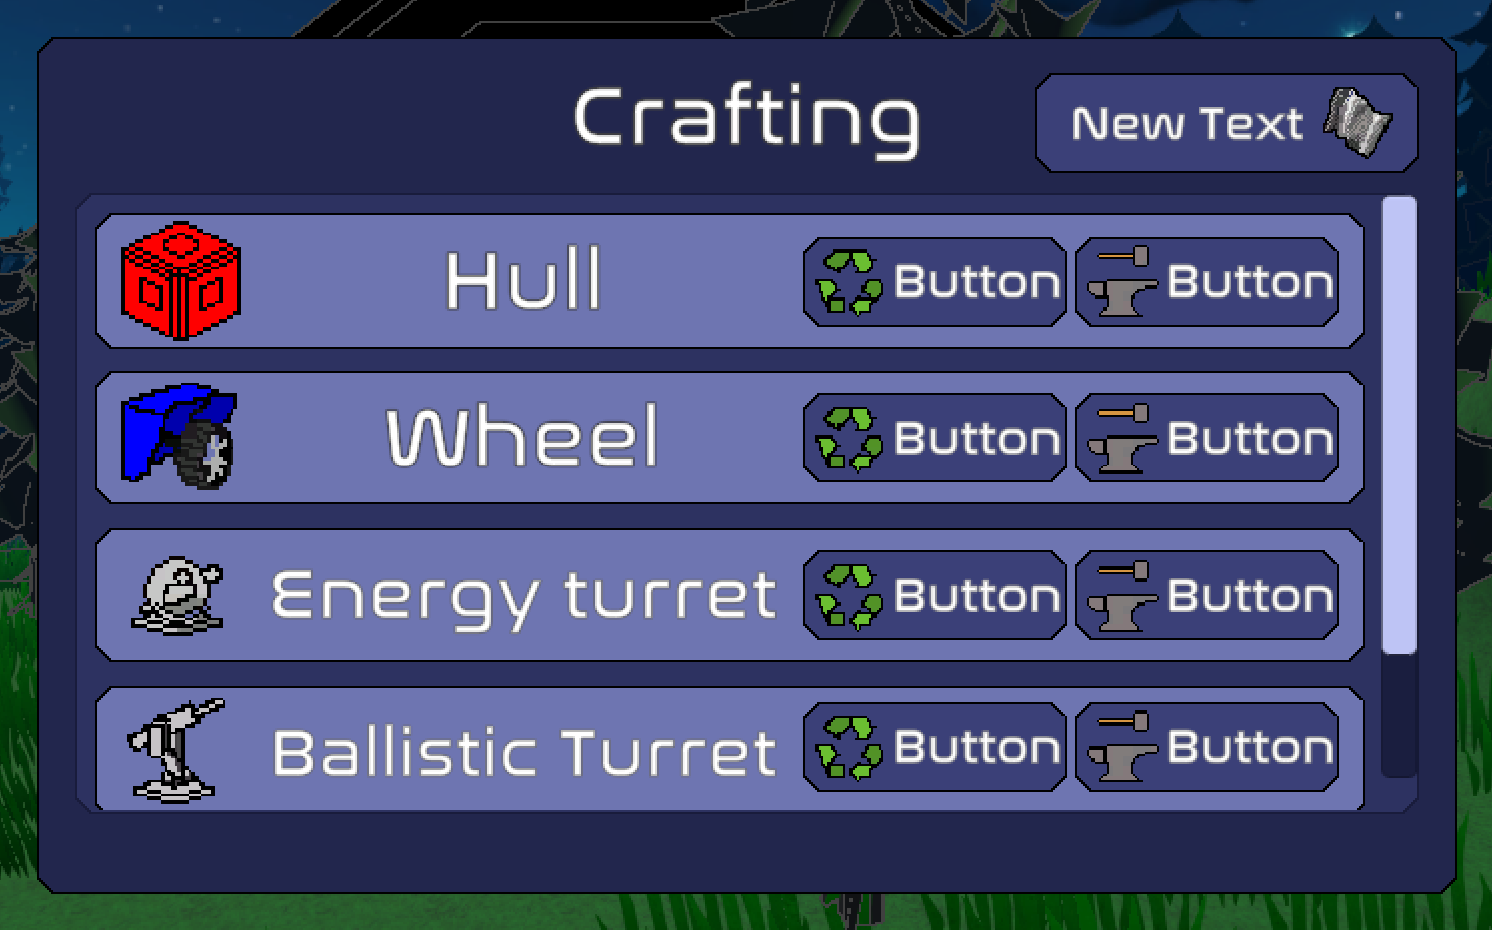 Crafting
New Text
Hull
Button
Button
Wheel
Button
Button
Energy turret
Button
Button
Ballistic Turret
Button
Button